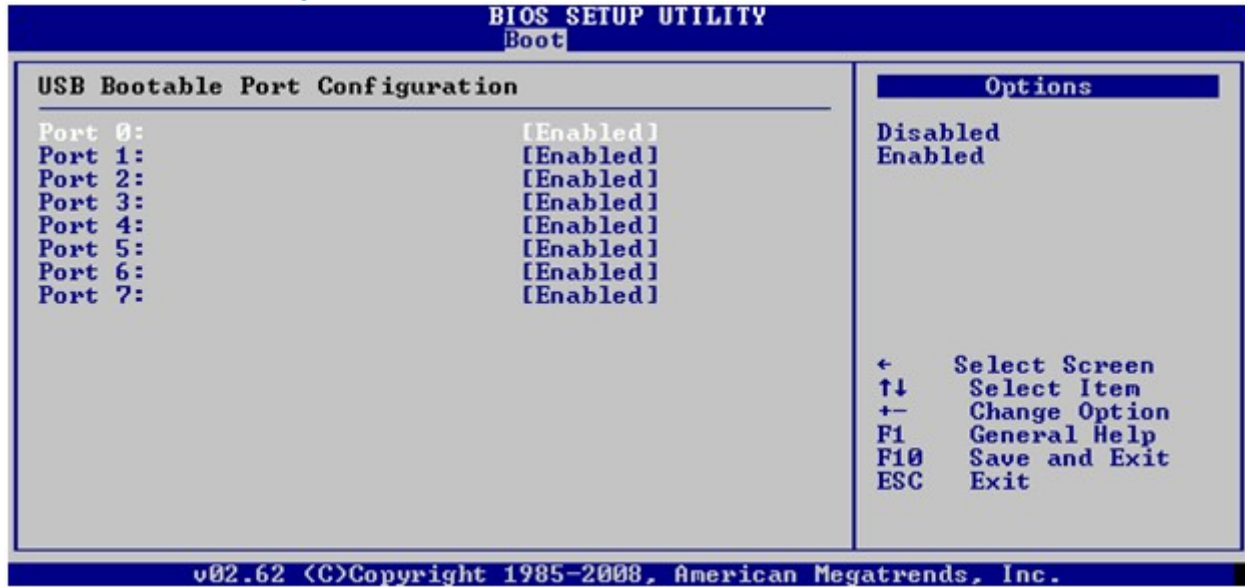 BIOS SETUP UTILITY
Boot
USB Bootable Port Configuration
Port 0: [Enabled]
Port 1: [Enabled]
Port 2: [Enabled]
Port 3: [Enabled]
Port 4: [Enabled]
Port 5: [Enabled]
Port 6: [Enabled]
Port 7: [Enabled]
Options
Disabled
Enabled
← Select Screen
↑↓ Select Item
+- Change Option
F1 General Help
F10 Save and Exit
ESC Exit
v02.62 (C)Copyright 1985-2008, American Megatrends, Inc.